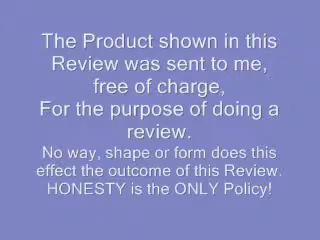 The Product shown in this
Review was sent to me,
free of charge,
For the purpose of doing a
review.
No way, shape or form does this
effect the outcome of this Review.
HONESTY is the ONLY Policy!